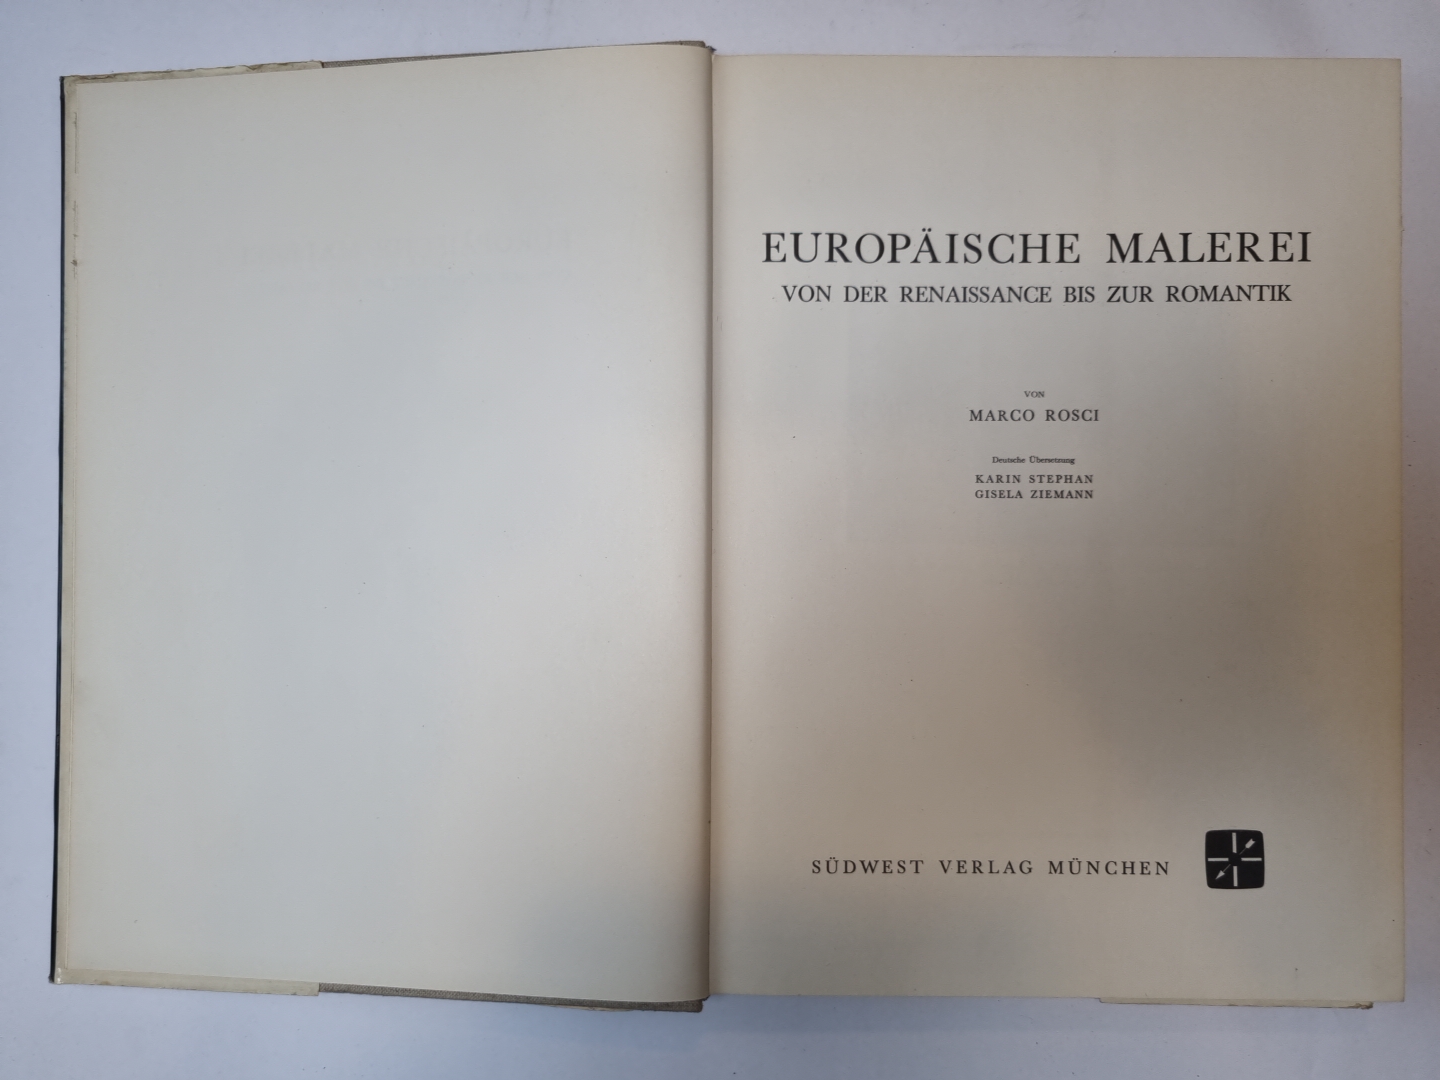 EUROPÄISCHE MALEREI
VON DER RENAISSANCE BIS ZUR ROMANTIK
VON
MARCO ROSCI
Deutsche Übersetzung
KARIN STEPHAN
GISELA ZIEMANN
SÜDWEST VERLAG MÜNCHEN